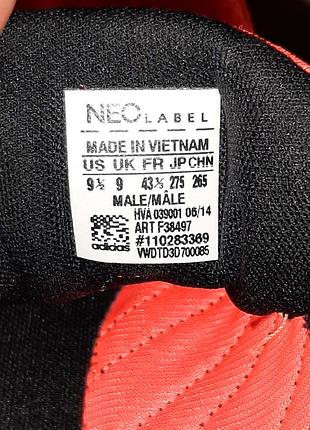 NEO LABEL
MADE IN VIETNAM
US UK FR JP CHN
9½ 9 43⅓ 275 265
MALE/MÂLE
HVA 039001 06/14
ART F38497
#110283369
VWDTD3D700085
adidas